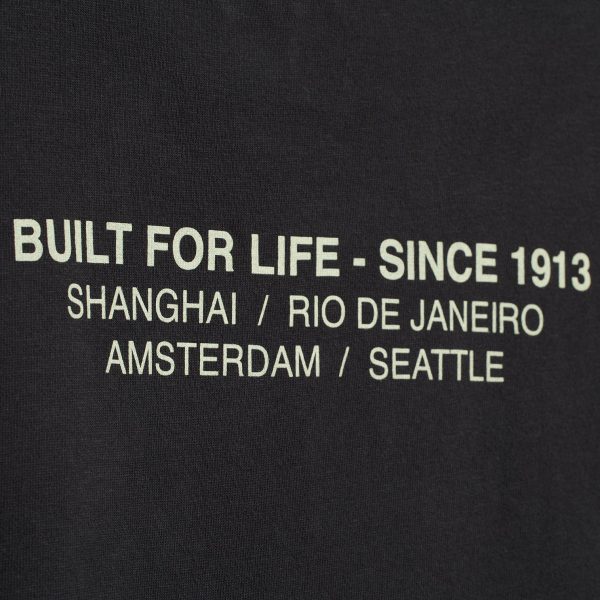 BUILT FOR LIFE - SINCE 1913
SHANGHAI / RIO DE JANEIRO
AMSTERDAM / SEATTLE